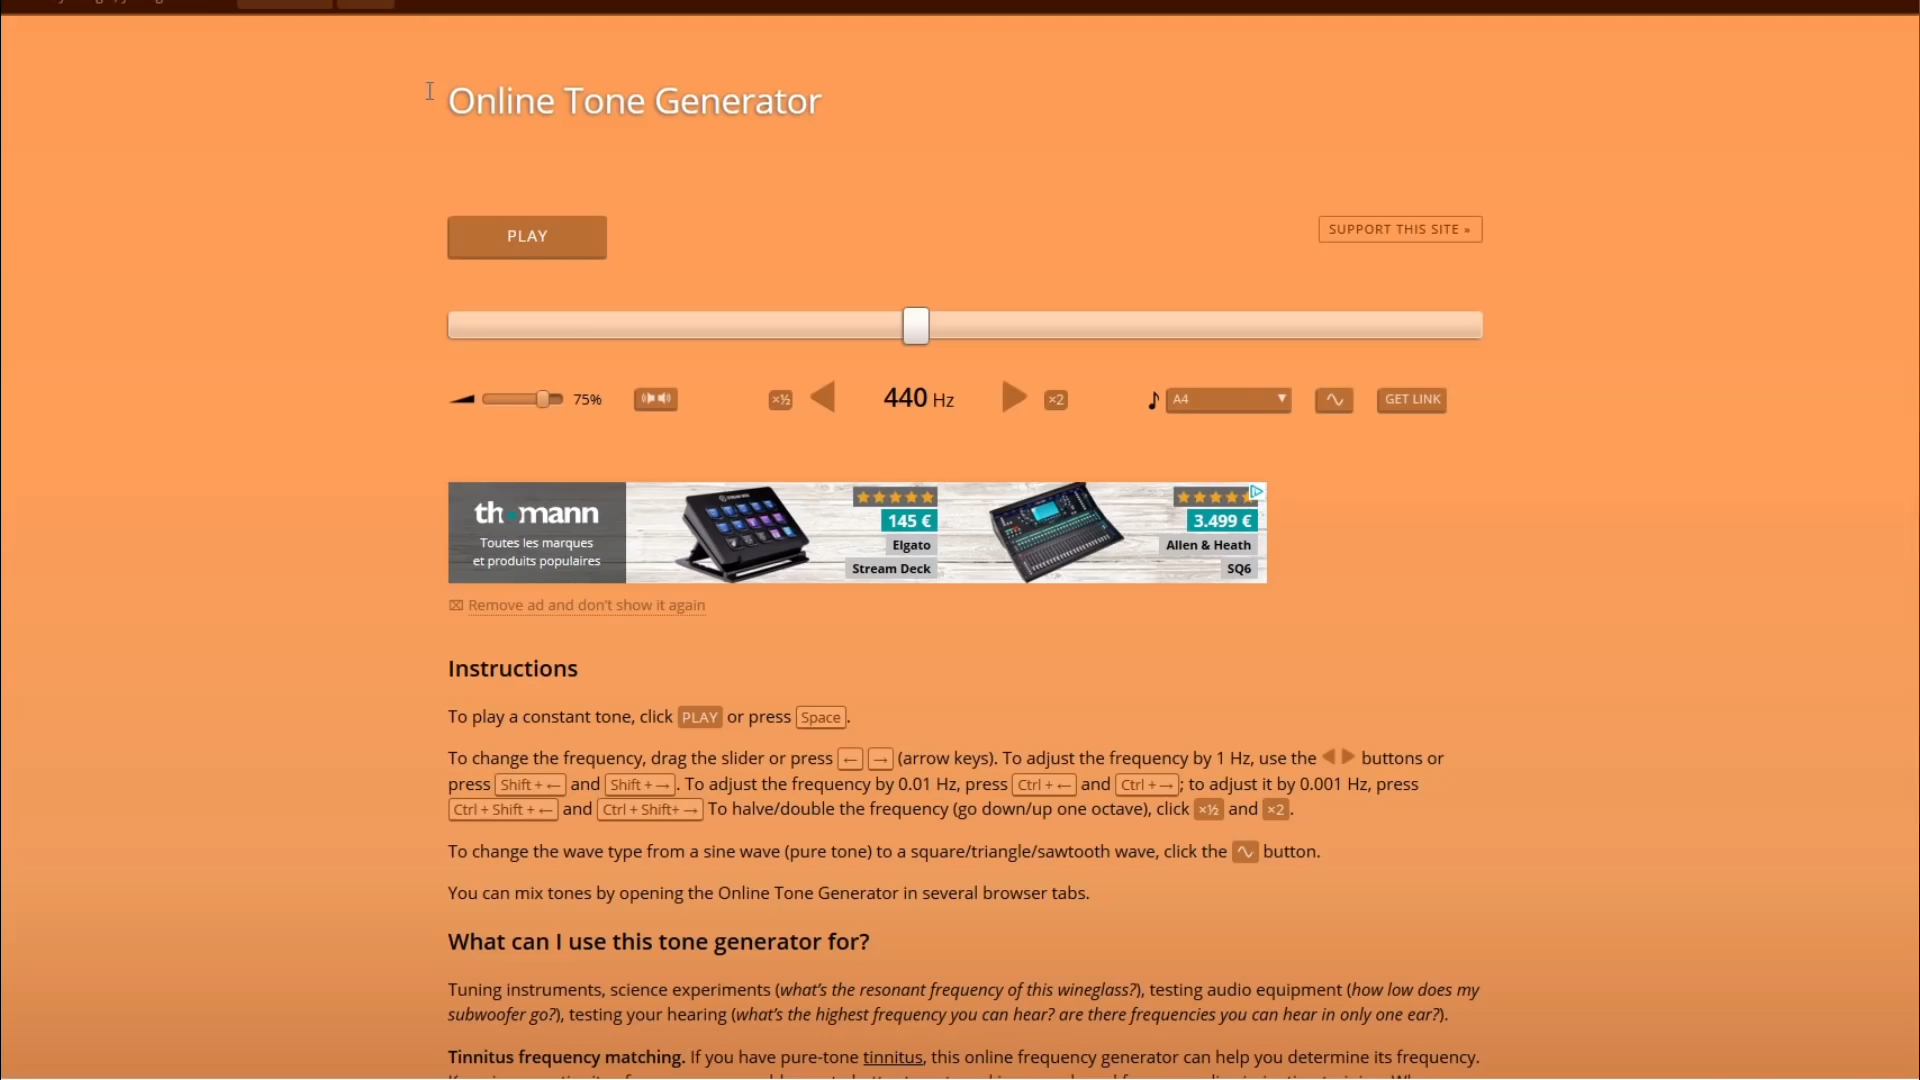 Online Tone Generator
PLAY
SUPPORT THIS SITE »
75%
×½
440 Hz
×2
A4
GET LINK
thomann
Toutes les marques
et produits populaires
145 €
Elgato
Stream Deck
3.499 €
Allen & Heath
SQ6
Remove ad and don't show it again
Instructions
To play a constant tone, click PLAY or press Space.
To change the frequency, drag the slider or press ← → (arrow keys). To adjust the frequency by 1 Hz, use the ◀ ▶ buttons or
press Shift + ← and Shift + →. To adjust the frequency by 0.01 Hz, press Ctrl + ← and Ctrl + →; to adjust it by 0.001 Hz, press
Ctrl + Shift + ← and Ctrl + Shift+ → To halve/double the frequency (go down/up one octave), click ×½ and ×2.
To change the wave type from a sine wave (pure tone) to a square/triangle/sawtooth wave, click the button.
You can mix tones by opening the Online Tone Generator in several browser tabs.
What can I use this tone generator for?
Tuning instruments, science experiments (what's the resonant frequency of this wineglass?), testing audio equipment (how low does my
subwoofer go?), testing your hearing (what's the highest frequency you can hear? are there frequencies you can hear in only one ear?).
Tinnitus frequency matching. If you have pure-tone tinnitus, this online frequency generator can help you determine its frequency.